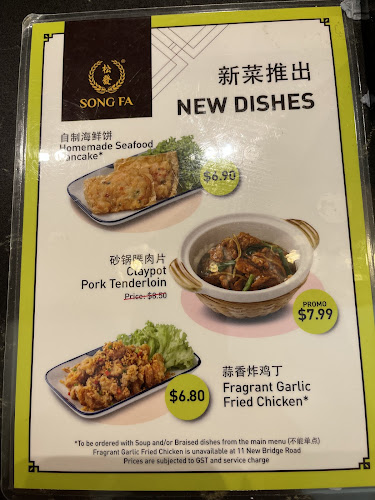 松發
®
SONG FA
新菜推出
NEW DISHES
自制海鲜饼
Homemade Seafood
Pancake*
$6.90
砂锅腰肉片
Claypot
Pork Tenderloin
Price: $8.50
PROMO
$7.99
蒜香炸鸡丁
Fragrant Garlic
Fried Chicken*
$6.80
*To be ordered with Soup and/or Braised dishes from the main menu (不能单点)
Fragrant Garlic Fried Chicken is unavailable at 11 New Bridge Road
Prices are subjected to GST and service charge